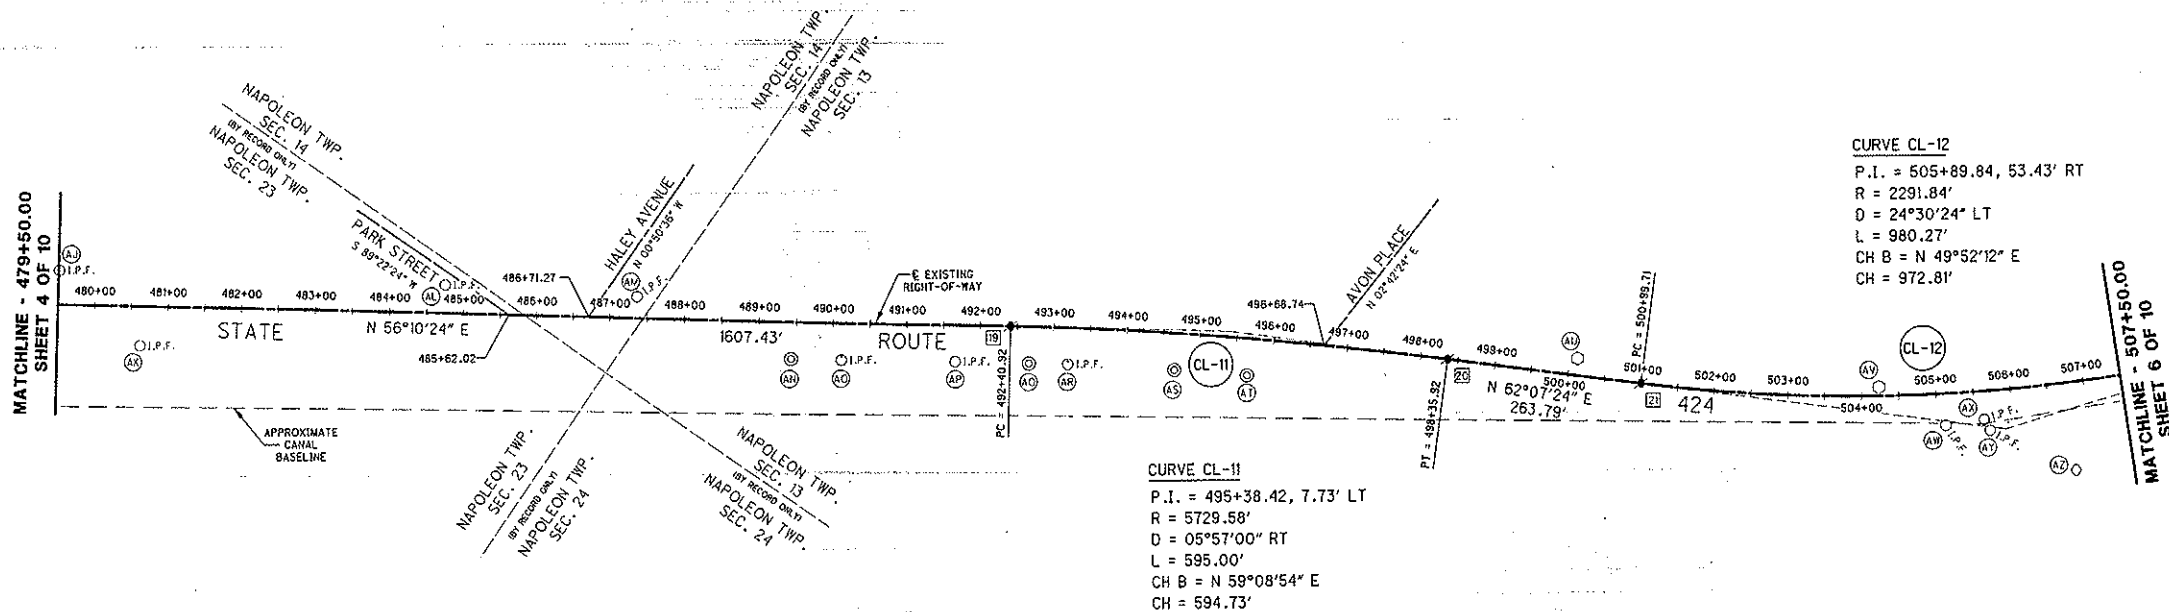 MATCHLINE - 479+50.00
SHEET 4 OF 10
NAPOLEON TWP.
SEC. 14
(BY RECORD ONLY)
NAPOLEON TWP.
SEC. 23
NAPOLEON TWP.
SEC. 14
(BY RECORD ONLY)
NAPOLEON TWP.
SEC. 13
PARK STREET
S 89°22'24" W
HALEY AVENUE
N 00°50'36" W
AVON PLACE
N 02°42'24" E
AJ
I.P.F.
AL
I.P.F.
AM
I.P.F.
486+71.27
℄ EXISTING
RIGHT-OF-WAY
496+68.74
480+00
481+00
482+00
483+00
484+00
485+00
486+00
487+00
488+00
489+00
490+00
491+00
492+00
493+00
494+00
495+00
496+00
497+00
498+00
499+00
500+00
501+00
502+00
503+00
504+00
505+00
506+00
507+00
STATE
N 56°10'24" E
1607.43'
ROUTE
485+62.02
AK
I.P.F.
AN
AO
I.P.F.
AP
I.P.F.
19
PC = 492+40.92
AQ
AR
I.P.F.
AS
CL-11
AT
PT = 498+35.92
20
N 62°07'24" E
263.79'
AU
PC = 500+99.71
21
424
AV
CL-12
AW
I.P.F.
AX
I.P.F.
AY
I.P.F.
AZ
APPROXIMATE
CANAL
BASELINE
NAPOLEON TWP.
SEC. 23
(BY RECORD ONLY)
NAPOLEON TWP.
SEC. 24
NAPOLEON TWP.
SEC. 13
(BY RECORD ONLY)
NAPOLEON TWP.
SEC. 24
CURVE CL-11
P.I. = 495+38.42, 7.73' LT
R = 5729.58'
D = 05°57'00" RT
L = 595.00'
CH B = N 59°08'54" E
CH = 594.73'
CURVE CL-12
P.I. = 505+89.84, 53.43' RT
R = 2291.84'
D = 24°30'24" LT
L = 980.27'
CH B = N 49°52'12" E
CH = 972.81'
MATCHLINE - 507+50.00
SHEET 6 OF 10